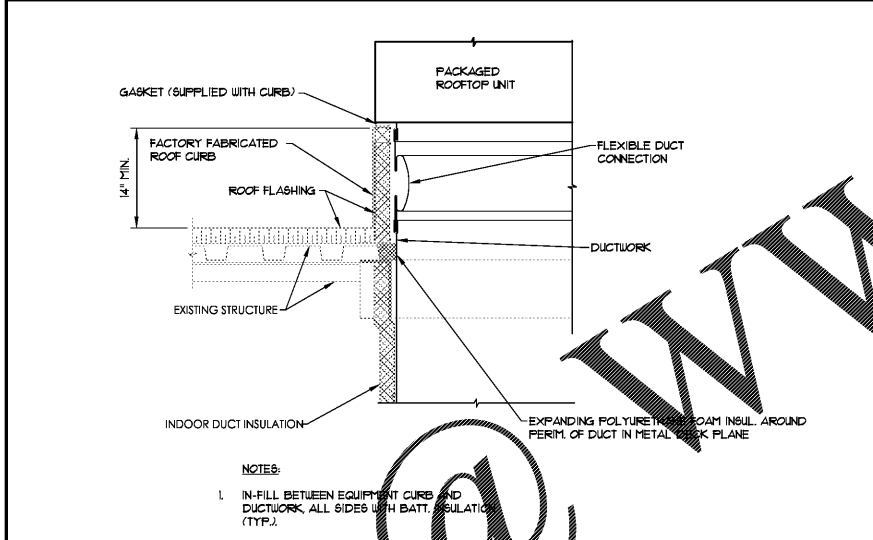 PACKAGED
ROOFTOP UNIT
GASKET (SUPPLIED WITH CURB)
FACTORY FABRICATED
ROOF CURB
14" MIN.
ROOF FLASHING
FLEXIBLE DUCT
CONNECTION
DUCTWORK
EXISTING STRUCTURE
INDOOR DUCT INSULATION
EXPANDING POLYURETHANE FOAM INSUL. AROUND
PERIM. OF DUCT IN METAL DECK PLANE
NOTES:
1. IN-FILL BETWEEN EQUIPMENT CURB AND
DUCTWORK, ALL SIDES WITH BATT. INSULATION
(TYP.).
@ WW